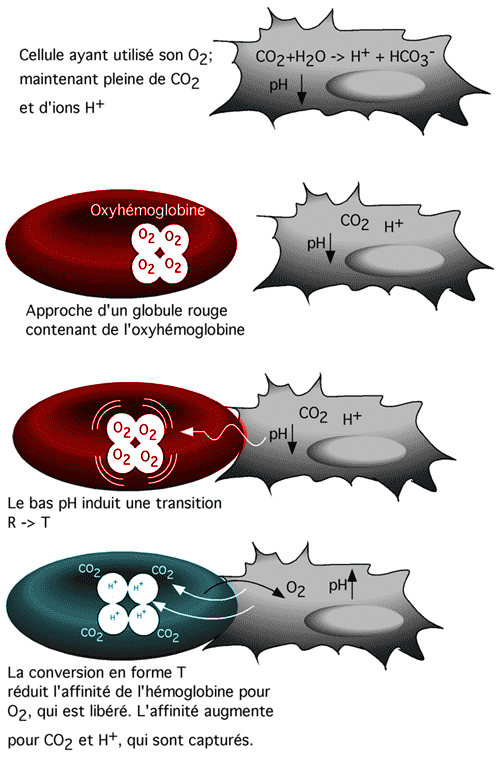 Cellule ayant utilisé son O₂;
maintenant pleine de CO₂
et d'ions H⁺
CO₂+H₂O -> H⁺ + HCO₃⁻
pH
Oxyhémoglobine
O₂ O₂
O₂ O₂
CO₂ H⁺
pH
Approche d'un globule rouge
contenant de l'oxyhémoglobine
O₂ O₂
O₂ O₂
CO₂ H⁺
pH
Le bas pH induit une transition
R -> T
CO₂ CO₂
H⁺ H⁺
H⁺ H⁺
CO₂ CO₂
O₂ pH
La conversion en forme T
réduit l'affinité de l'hémoglobine pour
O₂, qui est libéré. L'affinité augmente
pour CO₂ et H⁺, qui sont capturés.